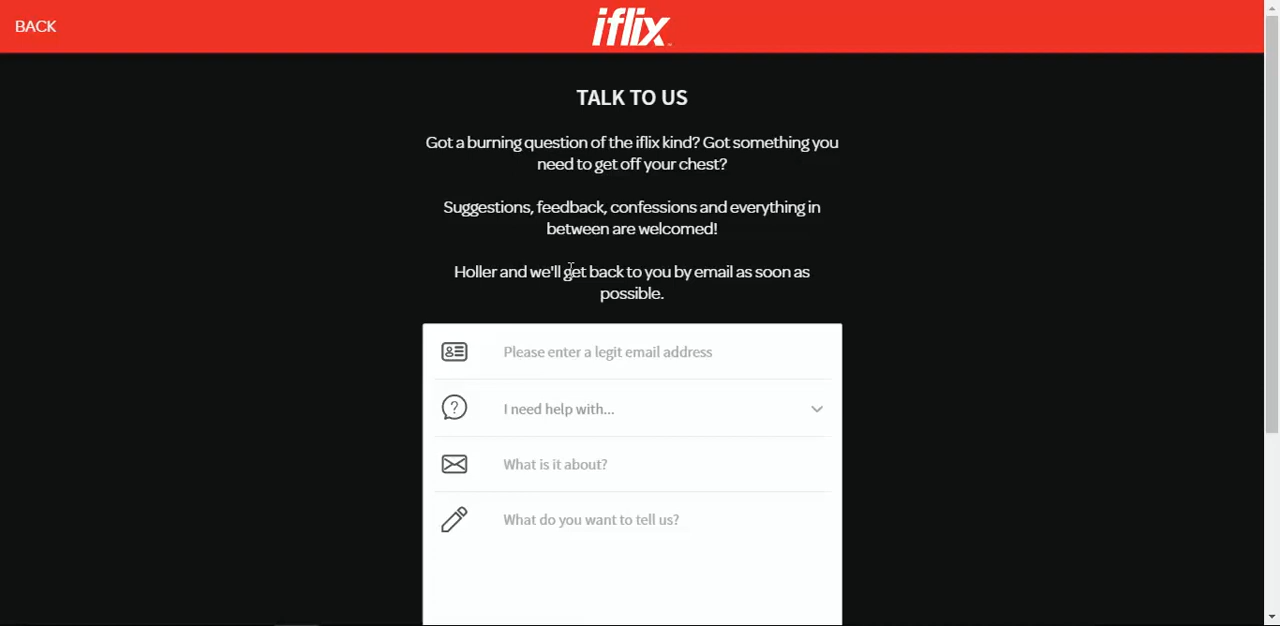 BACK
iflix
TALK TO US
Got a burning question of the iflix kind? Got something you
need to get off your chest?
Suggestions, feedback, confessions and everything in
between are welcomed!
Holler and we'll get back to you by email as soon as
possible.
Please enter a legit email address
I need help with...
What is it about?
What do you want to tell us?